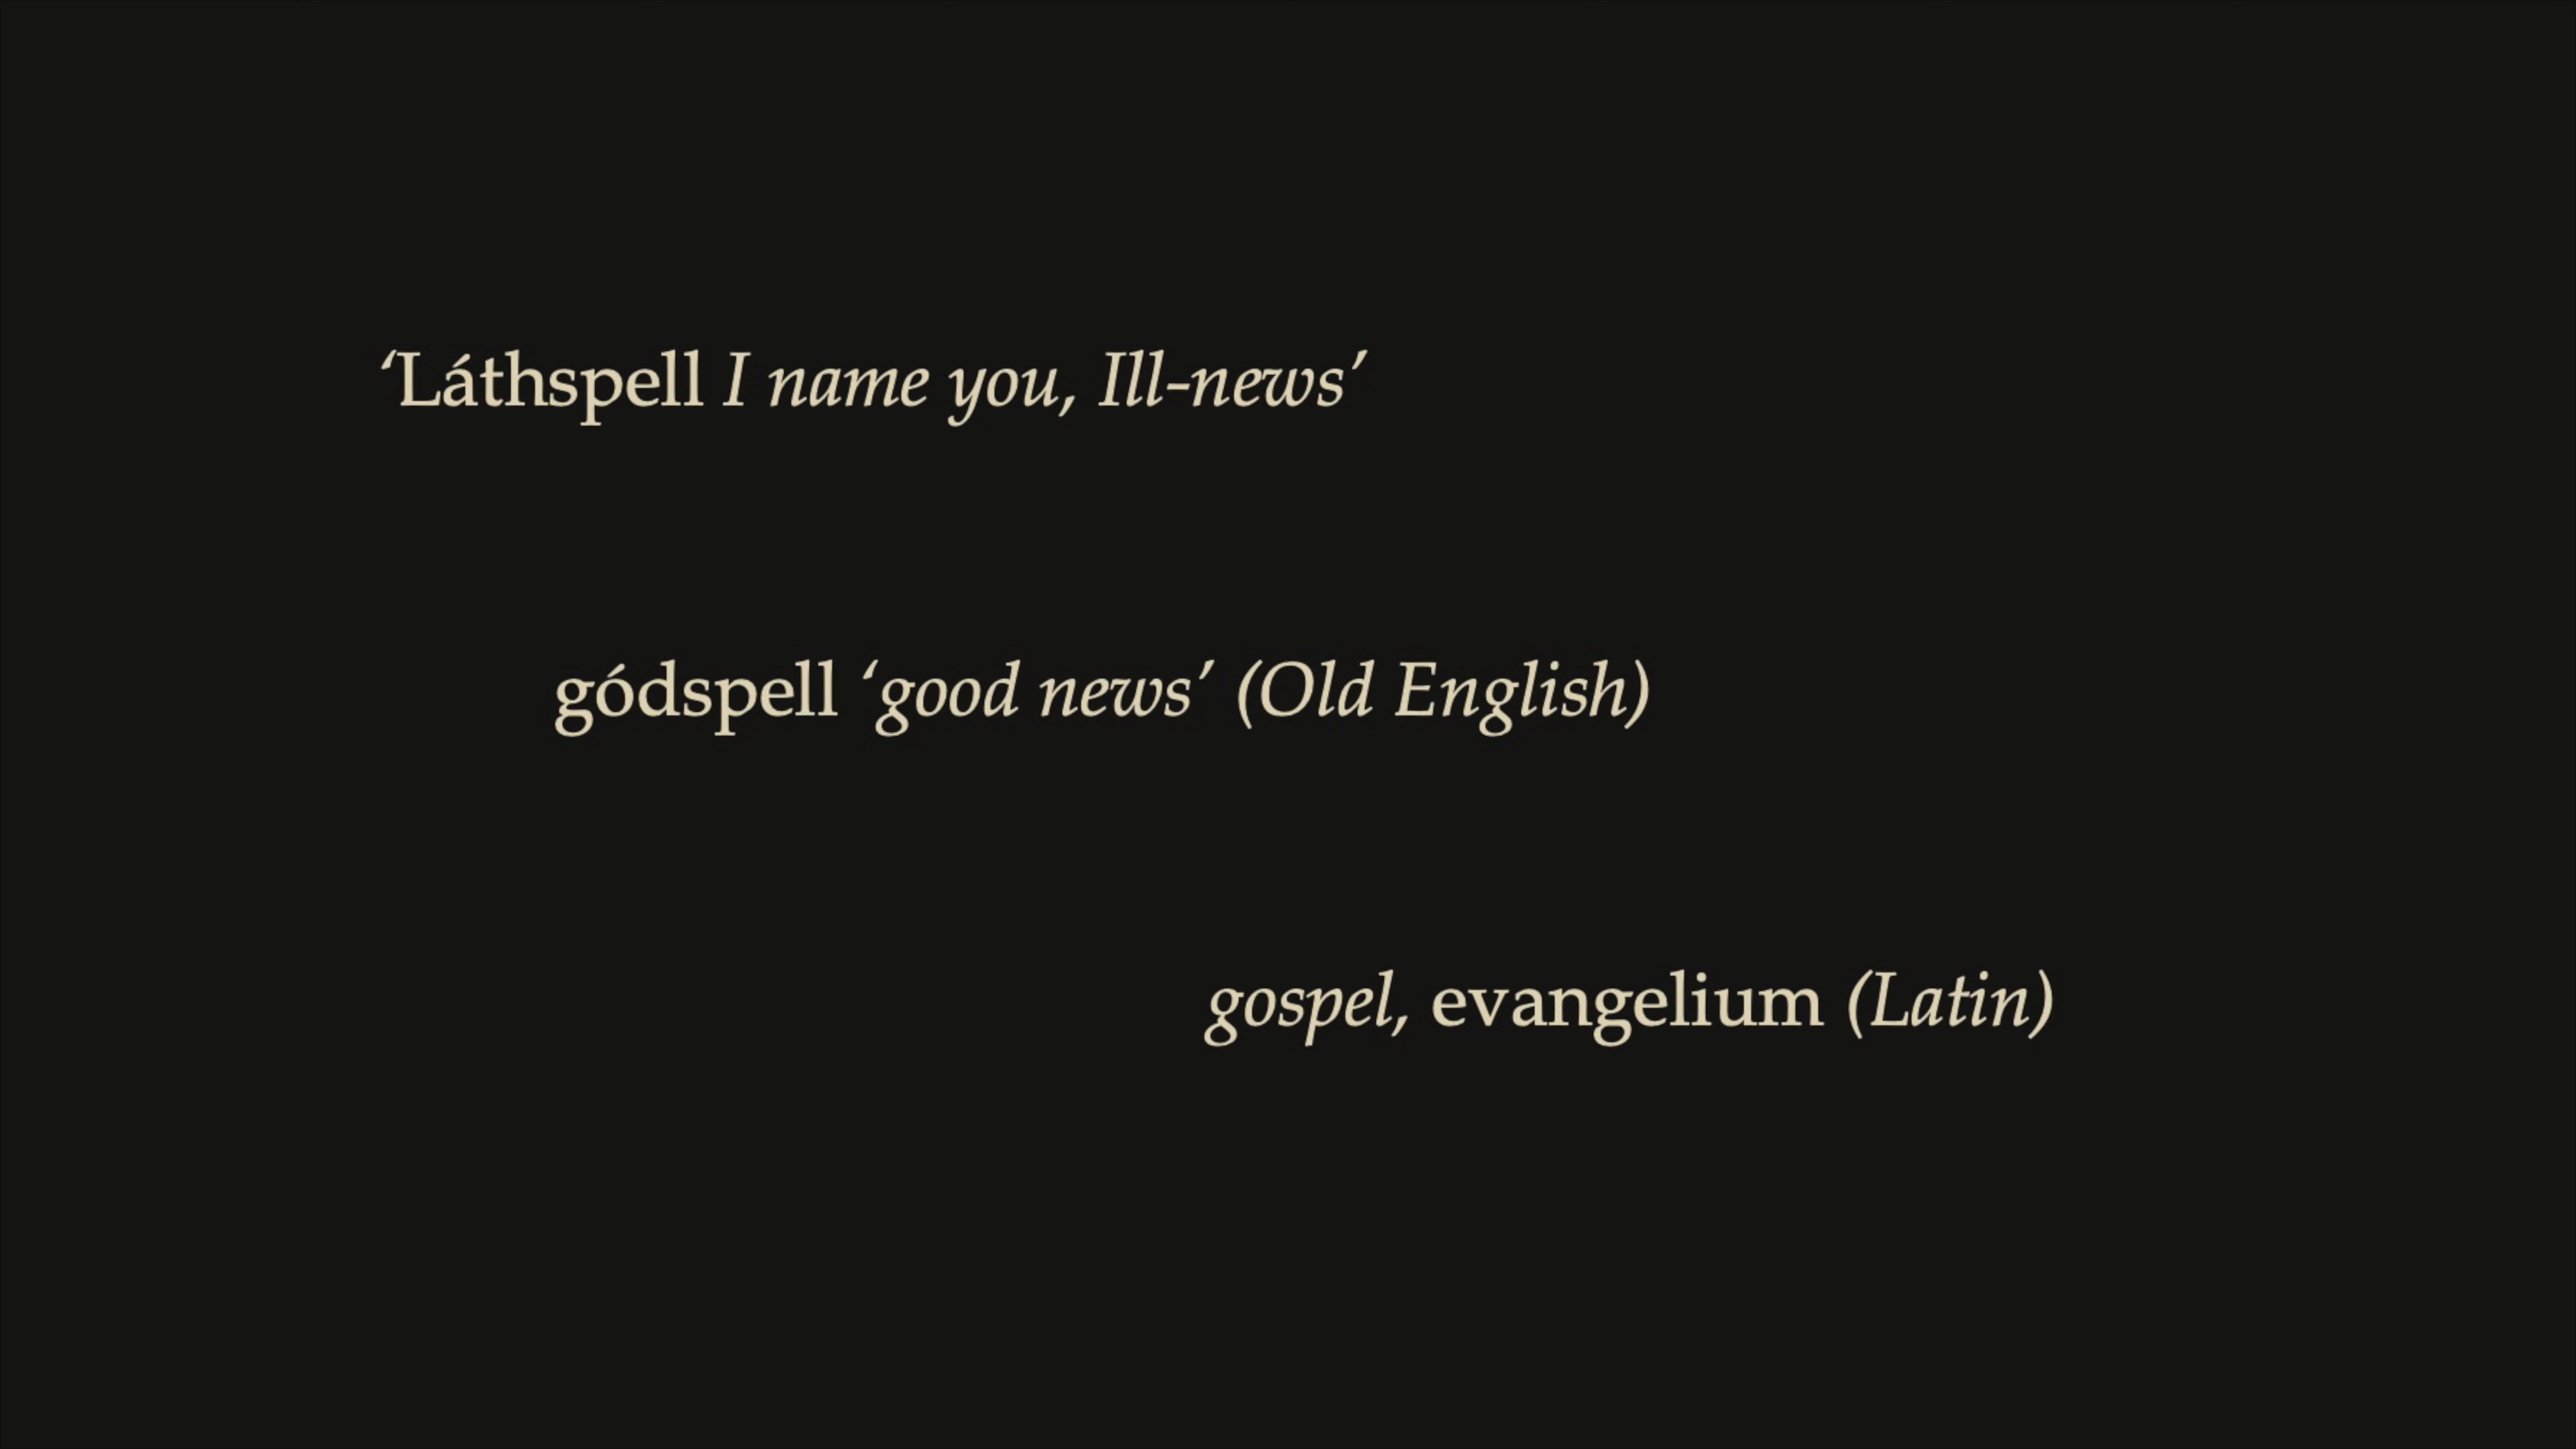 ‘Láthspell I name you, Ill-news’
gódspell ‘good news’ (Old English)
gospel, evangelium (Latin)